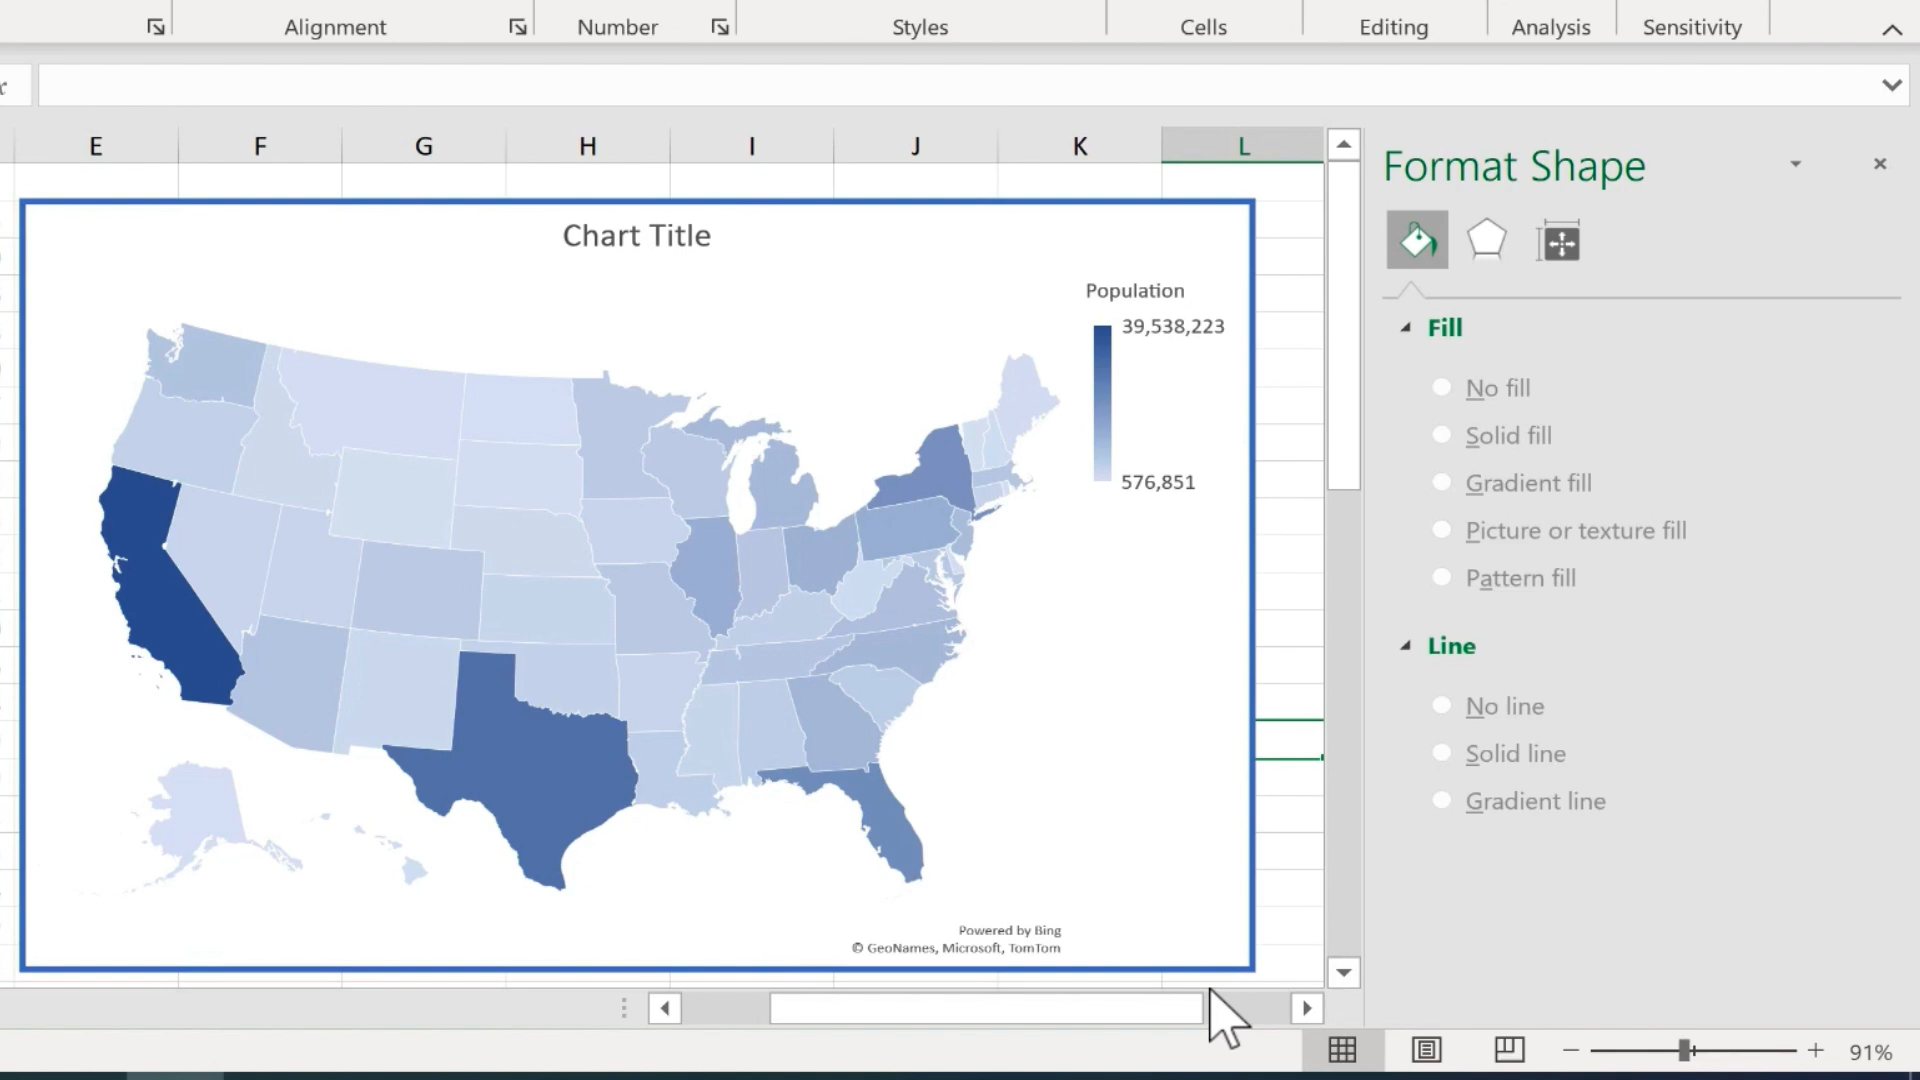 Alignment Number Styles Cells Editing Analysis Sensitivity
E F G H I J K L
Format Shape
Chart Title
Population
39,538,223
576,851
Powered by Bing
© GeoNames, Microsoft, TomTom
Fill
No fill
Solid fill
Gradient fill
Picture or texture fill
Pattern fill
Line
No line
Solid line
Gradient line
91%